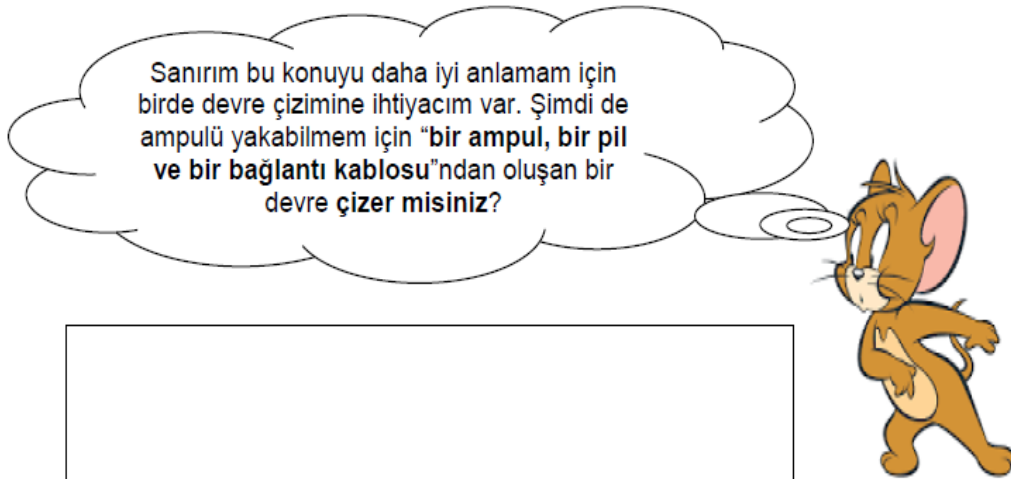 Sanırım bu konuyu daha iyi anlamam için
birde devre çizimine ihtiyacım var. Şimdi de
ampulü yakabilmem için “bir ampul, bir pil
ve bir bağlantı kablosu”ndan oluşan bir
devre çizer misiniz?